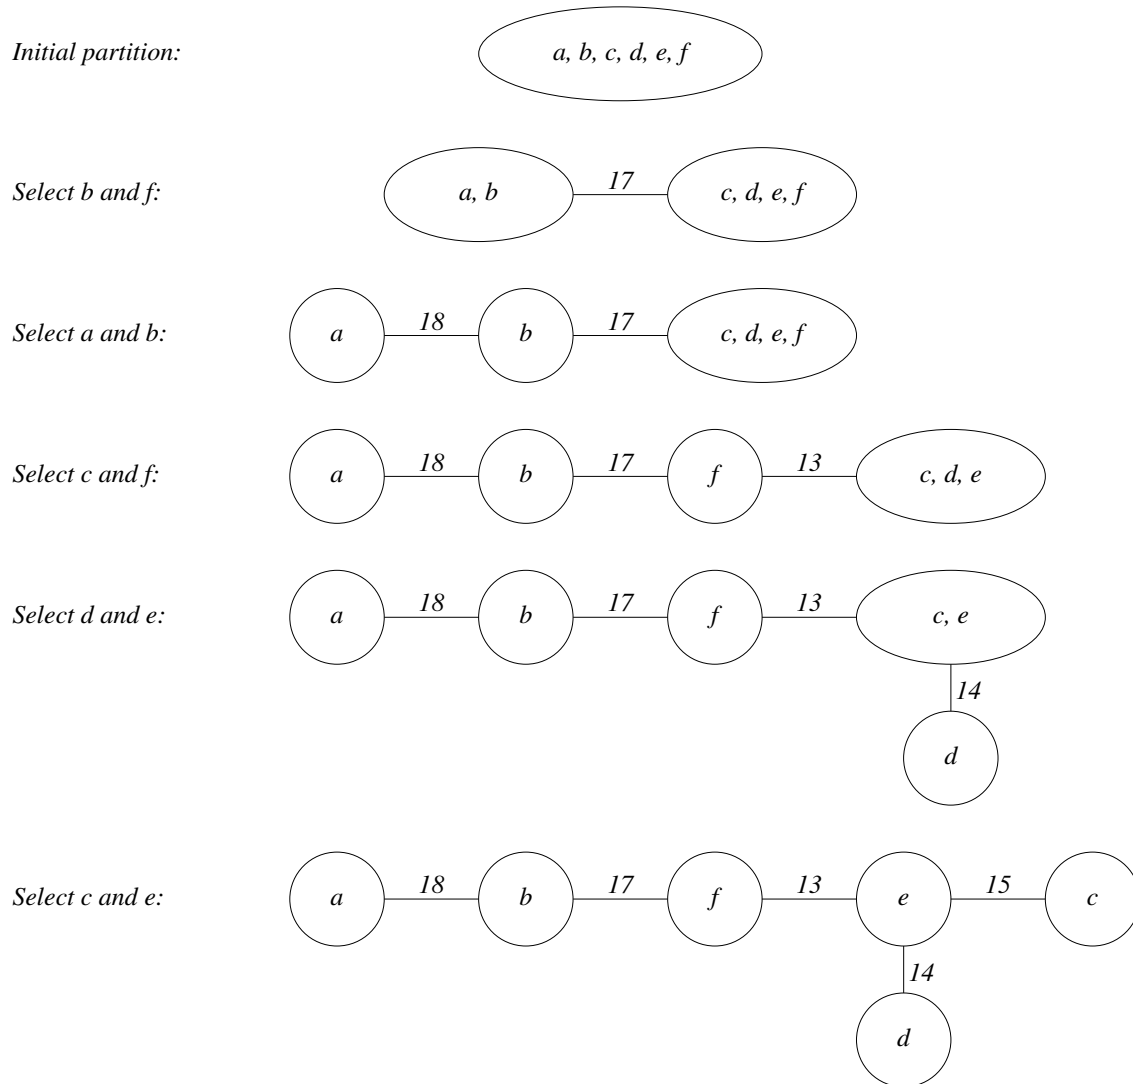 Initial partition: a, b, c, d, e, f
17
Select b and f: a, b c, d, e, f
18 17
Select a and b: a b c, d, e, f
18 17 13
Select c and f: a b f c, d, e
18 17 13
Select d and e: a b f c, e
14
d
18 17 13 15
Select c and e: a b f e c
14
d